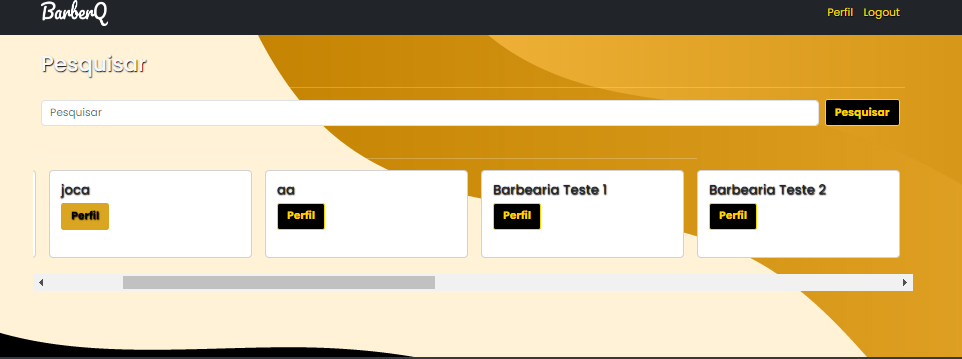 BarberQ
Perfil Logout
Pesquisar
Pesquisar Pesquisar
joca aa Barbearia Teste 1 Barbearia Teste 2
Perfil Perfil Perfil Perfil